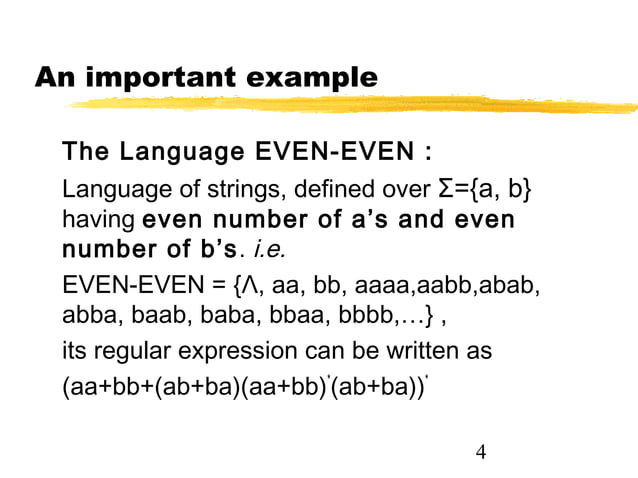 An important example
The Language EVEN-EVEN :
Language of strings, defined over Σ={a, b}
having even number of a’s and even
number of b’s. i.e.
EVEN-EVEN = {Λ, aa, bb, aaaa,aabb,abab,
abba, baab, baba, bbaa, bbbb,…} ,
its regular expression can be written as
(aa+bb+(ab+ba)(aa+bb)*(ab+ba))*
4